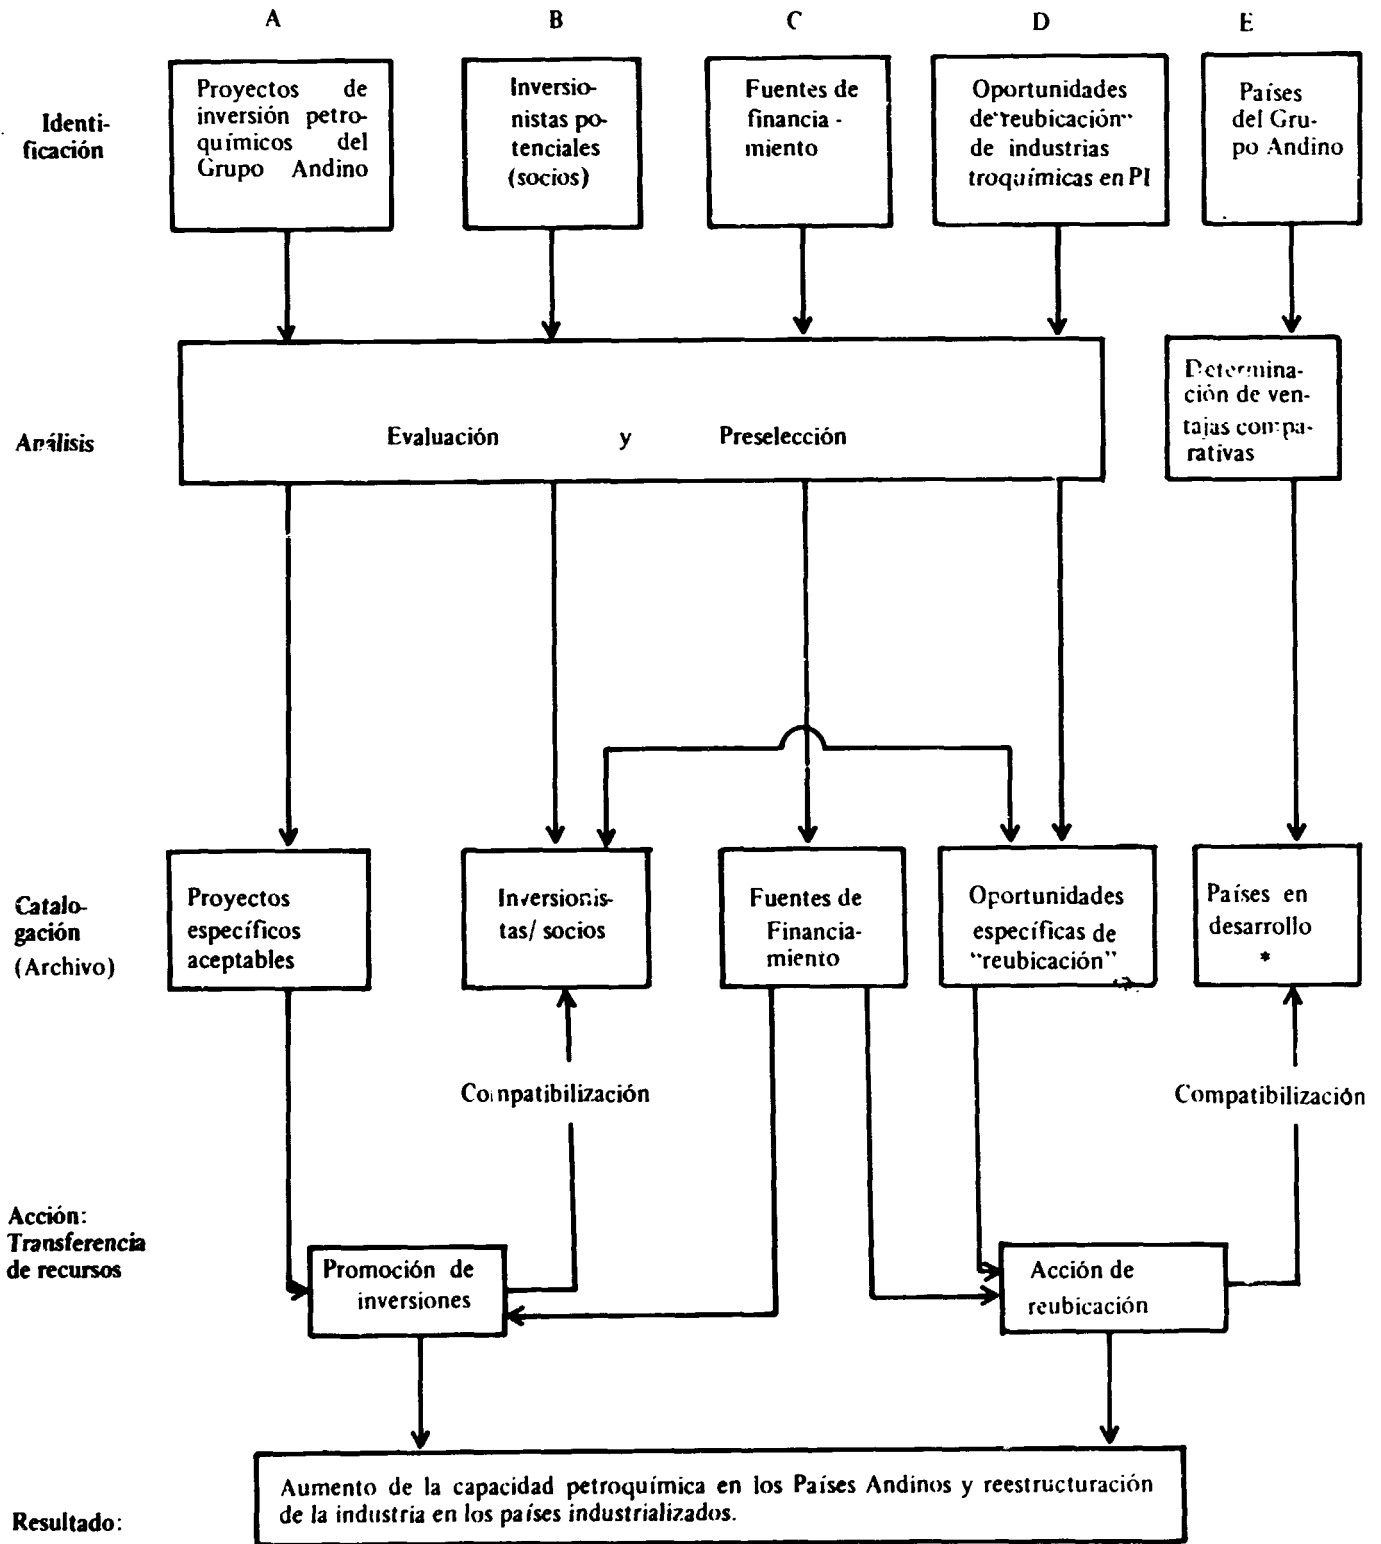 A
B
C
D
E
Identi-
ficación
Proyectos de
inversión petro-
químicos del
Grupo Andino
Inversio-
nistas po-
tenciales
(socios)
Fuentes de
financia -
miento
Oportunidades
de"reubicación"
de industrias
troquímicas en PI
Países
del Gru-
po Andino
Análisis
Evaluación y Preselección
Determina-
ción de ven-
tajas compa-
rativas
Catalo-
gación
(Archivo)
Proyectos
específicos
aceptables
Inversionis-
tas/ socios
Fuentes de
Financia-
miento
Oportunidades
específicas de
"reubicación"
Países en
desarrollo
*
Compatibilización
Compatibilización
Acción:
Transferencia
de recursos
Promoción de
inversiones
Acción de
reubicación
Resultado:
Aumento de la capacidad petroquímica en los Países Andinos y reestructuración
de la industria en los países industrializados.